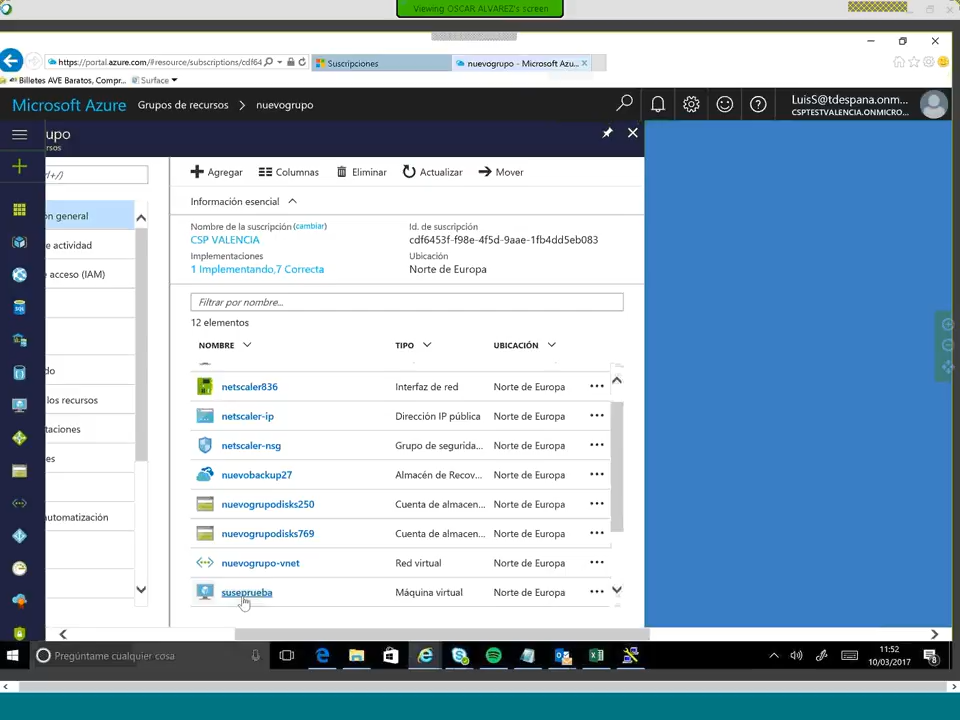 Viewing OSCAR ALVAREZ's screen
https://portal.azure.com/#resource/subscriptions/cdf64
Suscripciones
nuevogrupo - Microsoft Azu...
Billetes AVE Baratos, Compr...
Surface
Microsoft Azure
Grupos de recursos > nuevogrupo
LuisS@tdespana.onm...
CSPTESTVALENCIA.ONMICRO...
upo
rsos
rl+/)
Agregar
Columnas
Eliminar
Actualizar
Mover
ón general
e actividad
e acceso (IAM)
do
los recursos
taciones
es
utomatización
Información esencial
Nombre de la suscripción (cambiar)
CSP VALENCIA
Id. de suscripción
cdf6453f-f98e-4f5d-9aae-1fb4dd5eb083
Implementaciones
1 Implementando,7 Correcta
Ubicación
Norte de Europa
Filtrar por nombre...
12 elementos
NOMBRE TIPO UBICACIÓN
netscaler836 Interfaz de red Norte de Europa ...
netscaler-ip Dirección IP pública Norte de Europa ...
netscaler-nsg Grupo de segurida... Norte de Europa ...
nuevobackup27 Almacén de Recov... Norte de Europa ...
nuevogrupodisks250 Cuenta de almacen... Norte de Europa ...
nuevogrupodisks769 Cuenta de almacen... Norte de Europa ...
nuevogrupo-vnet Red virtual Norte de Europa ...
suseprueba Máquina virtual Norte de Europa ...
Pregúntame cualquier cosa
11:52
10/03/2017
8